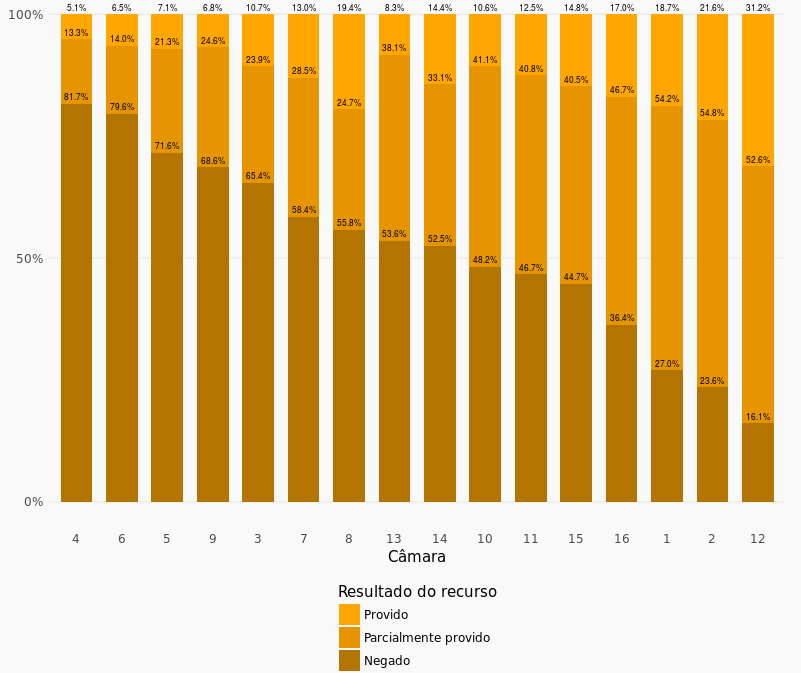 5.1% 6.5% 7.1% 6.8% 10.7% 13.0% 19.4% 8.3% 14.4% 10.6% 12.5% 14.8% 17.0% 18.7% 21.6% 31.2%
100%
13.3% 14.0% 21.3% 24.6% 23.9% 28.5% 24.7% 38.1% 33.1% 41.1% 40.8% 40.5% 46.7% 54.2% 54.8% 52.6%
81.7% 79.6% 71.6% 68.6% 65.4% 58.4% 55.8% 53.6% 52.5% 48.2% 46.7% 44.7% 36.4% 27.0% 23.6% 16.1%
50%
0%
4 6 5 9 3 7 8 13 14 10 11 15 16 1 2 12
Câmara
Resultado do recurso
Provido
Parcialmente provido
Negado